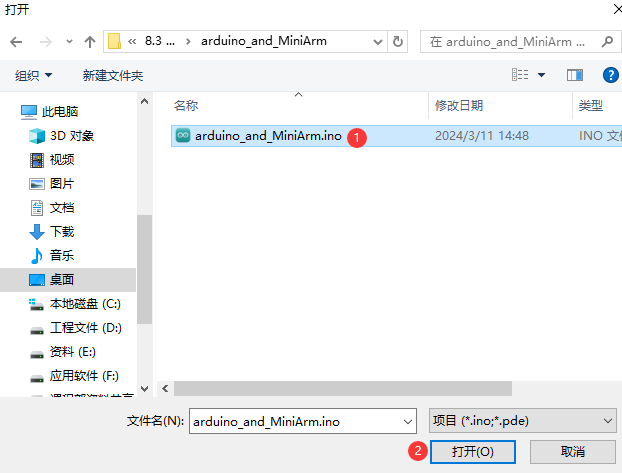 打开
« 8.3 ... › arduino_and_MiniArm
在 arduino_and_MiniArm ...
组织 新建文件夹
名称 修改日期 类型
此电脑
3D 对象
arduino_and_MiniArm.ino 1 2024/3/11 14:48 INO 文
视频
图片
文档
下载
音乐
桌面
本地磁盘 (C:)
工程文件 (D:)
资料 (E:)
应用软件 (F:)
文件名(N): arduino_and_MiniArm.ino 项目 (*.ino;*.pde)
2 打开(O) 取消